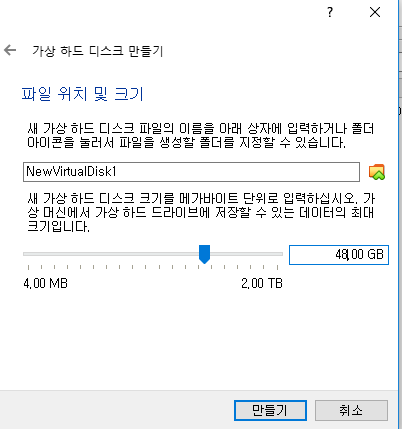 ?
가상 하드 디스크 만들기
파일 위치 및 크기
새 가상 하드 디스크 파일의 이름을 아래 상자에 입력하거나 폴더
아이콘을 눌러서 파일을 생성할 폴더를 지정할 수 있습니다.
NewVirtualDisk1
새 가상 하드 디스크 크기를 메가바이트 단위로 입력하십시오. 가
상 머신에서 가상 하드 드라이브에 저장할 수 있는 데이터의 최대
크기입니다.
48.00 GB
4.00 MB 2.00 TB
만들기 취소